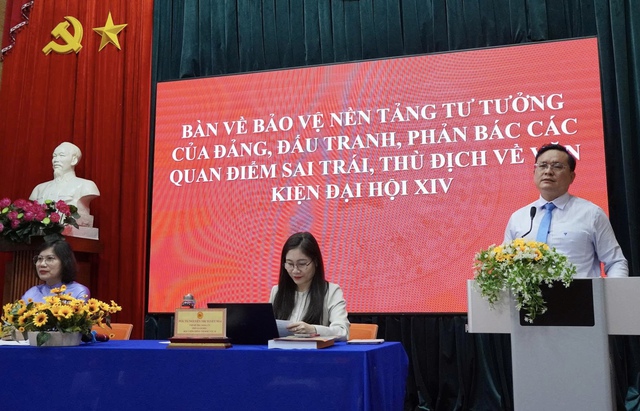 BÀN VỀ BẢO VỆ NỀN TẢNG TƯ TƯỞNG
CỦA ĐẢNG, ĐẤU TRANH, PHẢN BÁC CÁC
QUAN ĐIỂM SAI TRÁI, THÙ ĐỊCH VỀ VĂN
KIỆN ĐẠI HỘI XIV